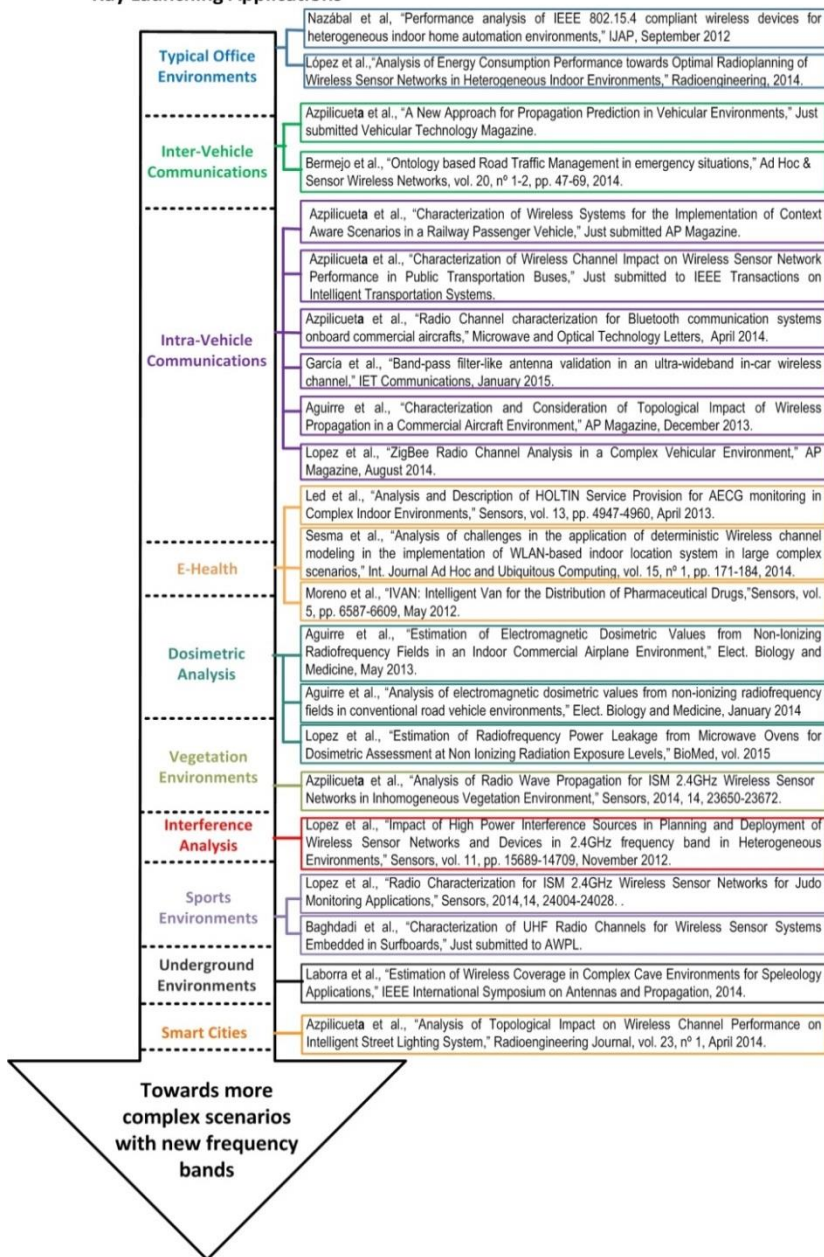 Ray Launching Applications
Typical Office
Environments
Nazábal et al, “Performance analysis of IEEE 802.15.4 compliant wireless devices for
heterogeneous indoor home automation environments,” IJAP, September 2012
López et al.,“Analysis of Energy Consumption Performance towards Optimal Radioplanning of
Wireless Sensor Networks in Heterogeneous Indoor Environments,” Radioengineering, 2014.
Inter-Vehicle
Communications
Azpilicueta et al., “A New Approach for Propagation Prediction in Vehicular Environments,” Just
submitted Vehicular Technology Magazine.
Bermejo et al., “Ontology based Road Traffic Management in emergency situations,” Ad Hoc &
Sensor Wireless Networks, vol. 20, nº 1-2, pp. 47-69, 2014.
Intra-Vehicle
Communications
Azpilicueta et al., “Characterization of Wireless Systems for the Implementation of Context
Aware Scenarios in a Railway Passenger Vehicle,” Just submitted AP Magazine.
Azpilicueta et al., “Characterization of Wireless Channel Impact on Wireless Sensor Network
Performance in Public Transportation Buses,” Just submitted to IEEE Transactions on
Intelligent Transportation Systems.
Azpilicueta et al., “Radio Channel characterization for Bluetooth communication systems
onboard commercial aircrafts,” Microwave and Optical Technology Letters, April 2014.
García et al., “Band-pass filter-like antenna validation in an ultra-wideband in-car wireless
channel,” IET Communications, January 2015.
Aguirre et al., “Characterization and Consideration of Topological Impact of Wireless
Propagation in a Commercial Aircraft Environment,” AP Magazine, December 2013.
Lopez et al., “ZigBee Radio Channel Analysis in a Complex Vehicular Environment,” AP
Magazine, August 2014.
E-Health
Led et al., “Analysis and Description of HOLTIN Service Provision for AECG monitoring in
Complex Indoor Environments,” Sensors, vol. 13, pp. 4947-4960, April 2013.
Sesma et al., “Analysis of challenges in the application of deterministic Wireless channel
modeling in the implementation of WLAN-based indoor location system in large complex
scenarios,” Int. Journal Ad Hoc and Ubiquitous Computing, vol. 15, nº 1, pp. 171-184, 2014.
Moreno et al., “IVAN: Intelligent Van for the Distribution of Pharmaceutical Drugs,”Sensors, vol.
5, pp. 6587-6609, May 2012.
Dosimetric
Analysis
Aguirre et al., “Estimation of Electromagnetic Dosimetric Values from Non-Ionizing
Radiofrequency Fields in an Indoor Commercial Airplane Environment,” Elect. Biology and
Medicine, May 2013.
Aguirre et al., “Analysis of electromagnetic dosimetric values from non-ionizing radiofrequency
fields in conventional road vehicle environments,” Elect. Biology and Medicine, January 2014
Lopez et al., “Estimation of Radiofrequency Power Leakage from Microwave Ovens for
Dosimetric Assessment at Non Ionizing Radiation Exposure Levels,” BioMed, vol. 2015
Vegetation
Environments
Azpilicueta et al., “Analysis of Radio Wave Propagation for ISM 2.4GHz Wireless Sensor
Networks in Inhomogeneous Vegetation Environment,” Sensors, 2014, 14, 23650-23672.
Interference
Analysis
Lopez et al., “Impact of High Power Interference Sources in Planning and Deployment of
Wireless Sensor Networks and Devices in 2.4GHz frequency band in Heterogeneous
Environments,” Sensors, vol. 11, pp. 15689-14709, November 2012.
Sports
Environments
Lopez et al., “Radio Characterization for ISM 2.4GHz Wireless Sensor Networks for Judo
Monitoring Applications,” Sensors, 2014,14, 24004-24028. .
Baghdadi et al., “Characterization of UHF Radio Channels for Wireless Sensor Systems
Embedded in Surfboards,” Just submitted to AWPL.
Underground
Environments
Laborra et al., “Estimation of Wireless Coverage in Complex Cave Environments for Speleology
Applications,” IEEE International Symposium on Antennas and Propagation, 2014.
Smart Cities
Azpilicueta et al., “Analysis of Topological Impact on Wireless Channel Performance on
Intelligent Street Lighting System,” Radioengineering Journal, vol. 23, nº 1, April 2014.
Towards more
complex scenarios
with new frequency
bands